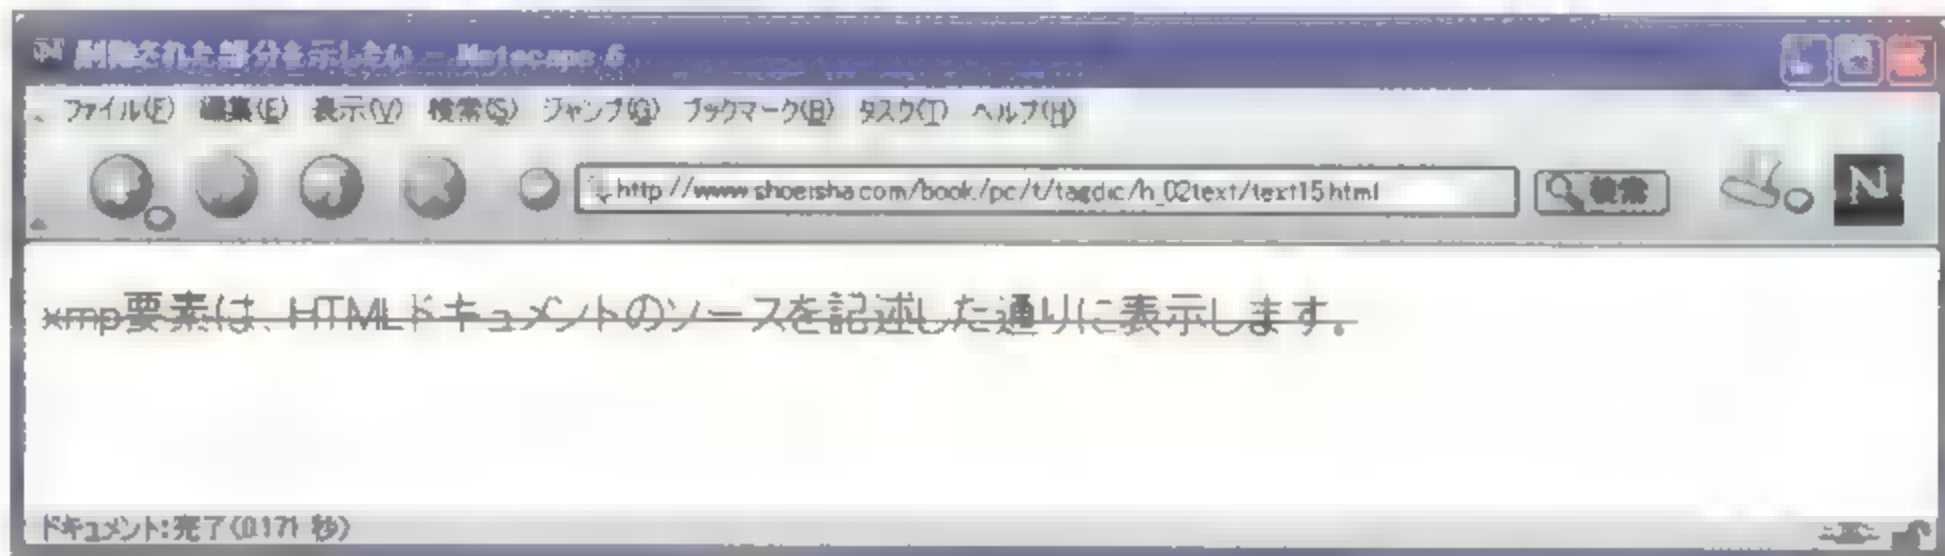 削除された部分を示したい - Netscape 6
ファイル(F) 編集(E) 表示(V) 検索(S) ジャンプ(G) ブックマーク(B) タスク(T) ヘルプ(H)
http://www.shoeisha.com/book/pc/t/tagdic/h_02text/text15.html 検索 N
xmp要素は、HTMLドキュメントのソースを記述した通りに表示します。
ドキュメント:完了(0.171 秒)